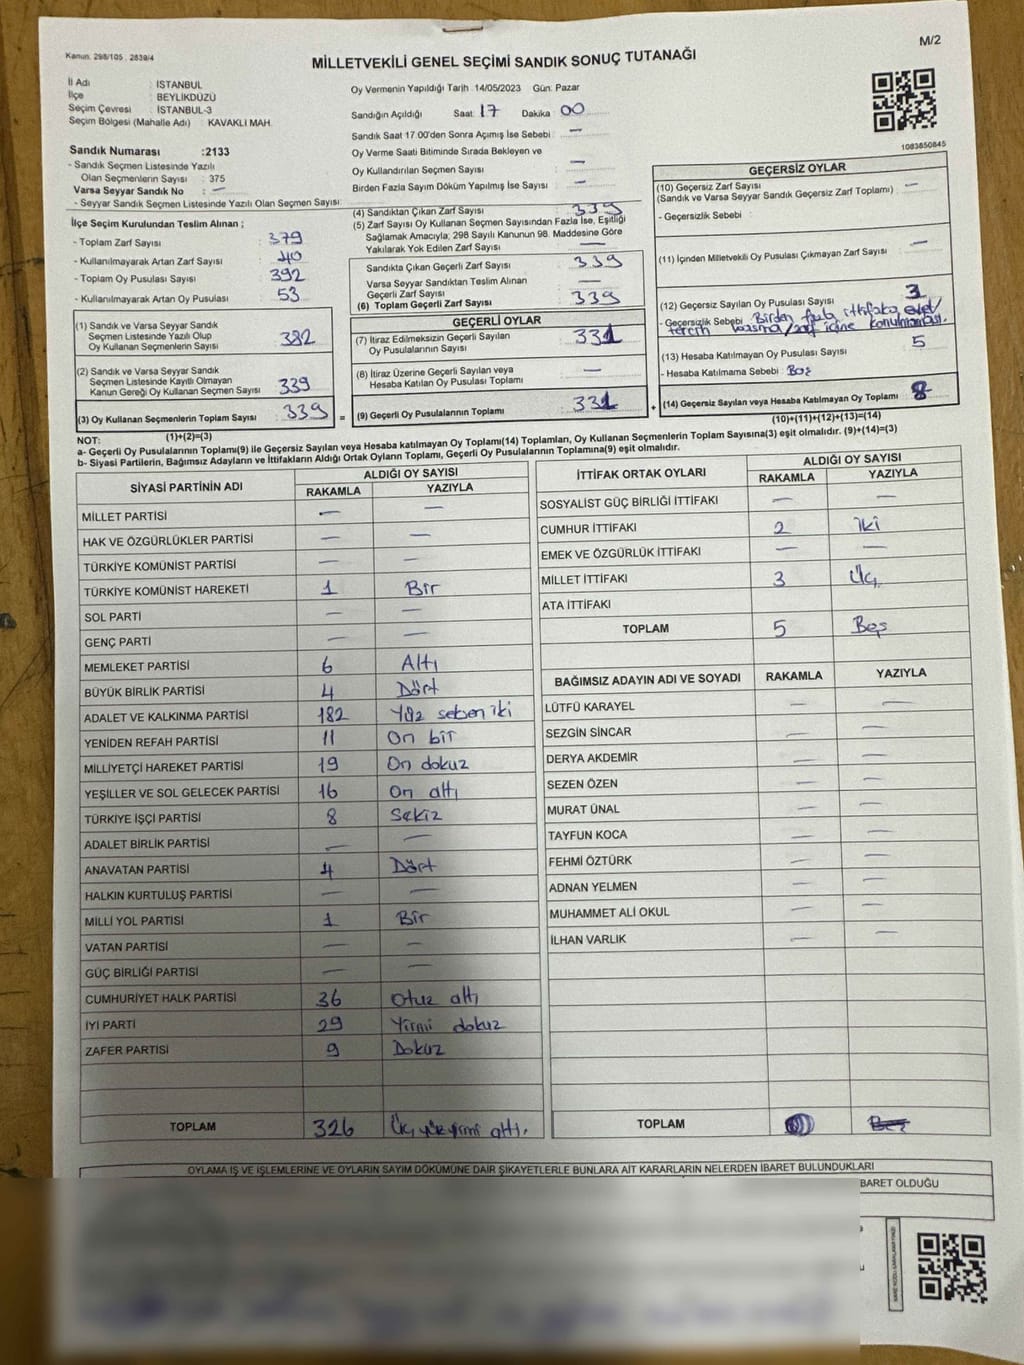 Kanun. 298/105 , 2839/4
M/2
MİLLETVEKİLİ GENEL SEÇİMİ SANDIK SONUÇ TUTANAĞI
İl Adı : İSTANBUL
İlçe : BEYLİKDÜZÜ
Seçim Çevresi : İSTANBUL-3
Seçim Bölgesi (Mahalle Adı) : KAVAKLI MAH.
Sandık Numarası :2133
- Sandık Seçmen Listesinde Yazılı
Olan Seçmenlerin Sayısı : 375
Varsa Seyyar Sandık No : —
- Seyyar Sandık Seçmen Listesinde Yazılı Olan Seçmen Sayısı:
Oy Vermenin Yapıldığı Tarih :14/05/2023 Gün: Pazar
Sandığın Açıldığı Saat 17 Dakika 00
Sandık Saat 17.00'den Sonra Açımış İse Sebebi : —
Oy Verme Saati Bitiminde Sırada Bekleyen ve
Oy Kullandırılan Seçmen Sayısı : —
Birden Fazla Sayım Döküm Yapılmış İse Sayısı : —
1083850845
İlçe Seçim Kurulundan Teslim Alınan ;
- Toplam Zarf Sayısı : 379
- Kullanılmayarak Artan Zarf Sayısı : 40
- Toplam Oy Pusulası Sayısı : 392
- Kullanılmayarak Artan Oy Pusulası : 53
(1) Sandık ve Varsa Seyyar Sandık
Seçmen Listesinde Yazılı Olup
Oy Kullanan Seçmenlerin Sayısı : 382
(2) Sandık ve Varsa Seyyar Sandık
Seçmen Listesinde Kayıtlı Olmayan
Kanun Gereği Oy Kullanan Seçmen Sayısı : 339
(3) Oy Kullanan Seçmenlerin Toplam Sayısı : 339 =
(1)+(2)=(3)
(4) Sandıktan Çıkan Zarf Sayısı : 339
(5) Zarf Sayısı Oy Kullanan Seçmen Sayısından Fazla İse, Eşitliği
Sağlamak Amacıyla; 298 Sayılı Kanunun 98. Maddesine Göre
Yakılarak Yok Edilen Zarf Sayısı : —
Sandıkta Çıkan Geçerli Zarf Sayısı : 339
Varsa Seyyar Sandıktan Teslim Alınan
Geçerli Zarf Sayısı : —
(6) Toplam Geçerli Zarf Sayısı : 339
GEÇERLİ OYLAR
(7) İtiraz Edilmeksizin Geçerli Sayılan
Oy Pusulalarının Sayısı : 331
(8) İtiraz Üzerine Geçerli Sayılan veya
Hesaba Katılan Oy Pusulası Toplamı : —
(9) Geçerli Oy Pusulalarının Toplamı : 331 +
GEÇERSİZ OYLAR
(10) Geçersiz Zarf Sayısı : —
(Sandık ve Varsa Seyyar Sandık Geçersiz Zarf Toplamı)
- Geçersizlik Sebebi :
(11) İçinden Milletvekili Oy Pusulası Çıkmayan Zarf Sayısı : —
(12) Geçersiz Sayılan Oy Pusulası Sayısı : 3
- Geçersizlik Sebebi : Birden fazla ittifaka evet/
tercih basma/zarf içine konulmaması.
(13) Hesaba Katılmayan Oy Pusulası Sayısı : 5
- Hesaba Katılmama Sebebi : Boş
(14) Geçersiz Sayılan veya Hesaba Katılmayan Oy Toplamı : 8
(10)+(11)+(12)+(13)=(14)
NOT:
a- Geçerli Oy Pusulalarının Toplamı(9) ile Geçersiz Sayılan veya Hesaba katılmayan Oy Toplamı(14) Toplamları, Oy Kullanan Seçmenlerin Toplam Sayısına(3) eşit olmalıdır. (9)+(14)=(3)
b- Siyasi Partilerin, Bağımsız Adayların ve İttifakların Aldığı Ortak Oyların Toplamı, Geçerli Oy Pusulalarının Toplamına(9) eşit olmalıdır.
SİYASİ PARTİNİN ADI ALDIĞI OY SAYISI
RAKAMLA YAZIYLA
MİLLET PARTİSİ — —
HAK VE ÖZGÜRLÜKLER PARTİSİ — —
TÜRKİYE KOMÜNİST PARTİSİ — —
TÜRKİYE KOMÜNİST HAREKETİ 1 Bir
SOL PARTİ — —
GENÇ PARTİ — —
MEMLEKET PARTİSİ 6 Altı
BÜYÜK BİRLİK PARTİSİ 4 Dört
ADALET VE KALKINMA PARTİSİ 182 Yüz seksen iki
YENİDEN REFAH PARTİSİ 11 On bir
MİLLİYETÇİ HAREKET PARTİSİ 19 On dokuz
YEŞİLLER VE SOL GELECEK PARTİSİ 16 On altı
TÜRKİYE İŞÇİ PARTİSİ 8 Sekiz
ADALET BİRLİK PARTİSİ — —
ANAVATAN PARTİSİ 4 Dört
HALKIN KURTULUŞ PARTİSİ — —
MİLLİ YOL PARTİSİ 1 Bir
VATAN PARTİSİ — —
GÜÇ BİRLİĞİ PARTİSİ — —
CUMHURİYET HALK PARTİSİ 36 Otuz altı
İYİ PARTİ 29 Yirmi dokuz
ZAFER PARTİSİ 9 Dokuz
TOPLAM 326 Üç yüz yirmi altı.
İTTİFAK ORTAK OYLARI ALDIĞI OY SAYISI
RAKAMLA YAZIYLA
SOSYALİST GÜÇ BİRLİĞİ İTTİFAKI — —
CUMHUR İTTİFAKI 2 İki
EMEK VE ÖZGÜRLÜK İTTİFAKI — —
MİLLET İTTİFAKI 3 Üç
ATA İTTİFAKI
TOPLAM 5 Beş
BAĞIMSIZ ADAYIN ADI VE SOYADI RAKAMLA YAZIYLA
LÜTFÜ KARAYEL — —
SEZGİN SİNCAR — —
DERYA AKDEMİR — —
SEZEN ÖZEN — —
MURAT ÜNAL — —
TAYFUN KOCA — —
FEHMİ ÖZTÜRK — —
ADNAN YELMEN — —
MUHAMMET ALİ OKUL — —
İLHAN VARLIK — —
TOPLAM Beş
OYLAMA İŞ VE İŞLEMLERİNE VE OYLARIN SAYIM DÖKÜMÜNE DAİR ŞİKAYETLERLE BUNLARA AİT KARARLARIN NELERDEN İBARET BULUNDUKLARI
BARET OLDUĞU